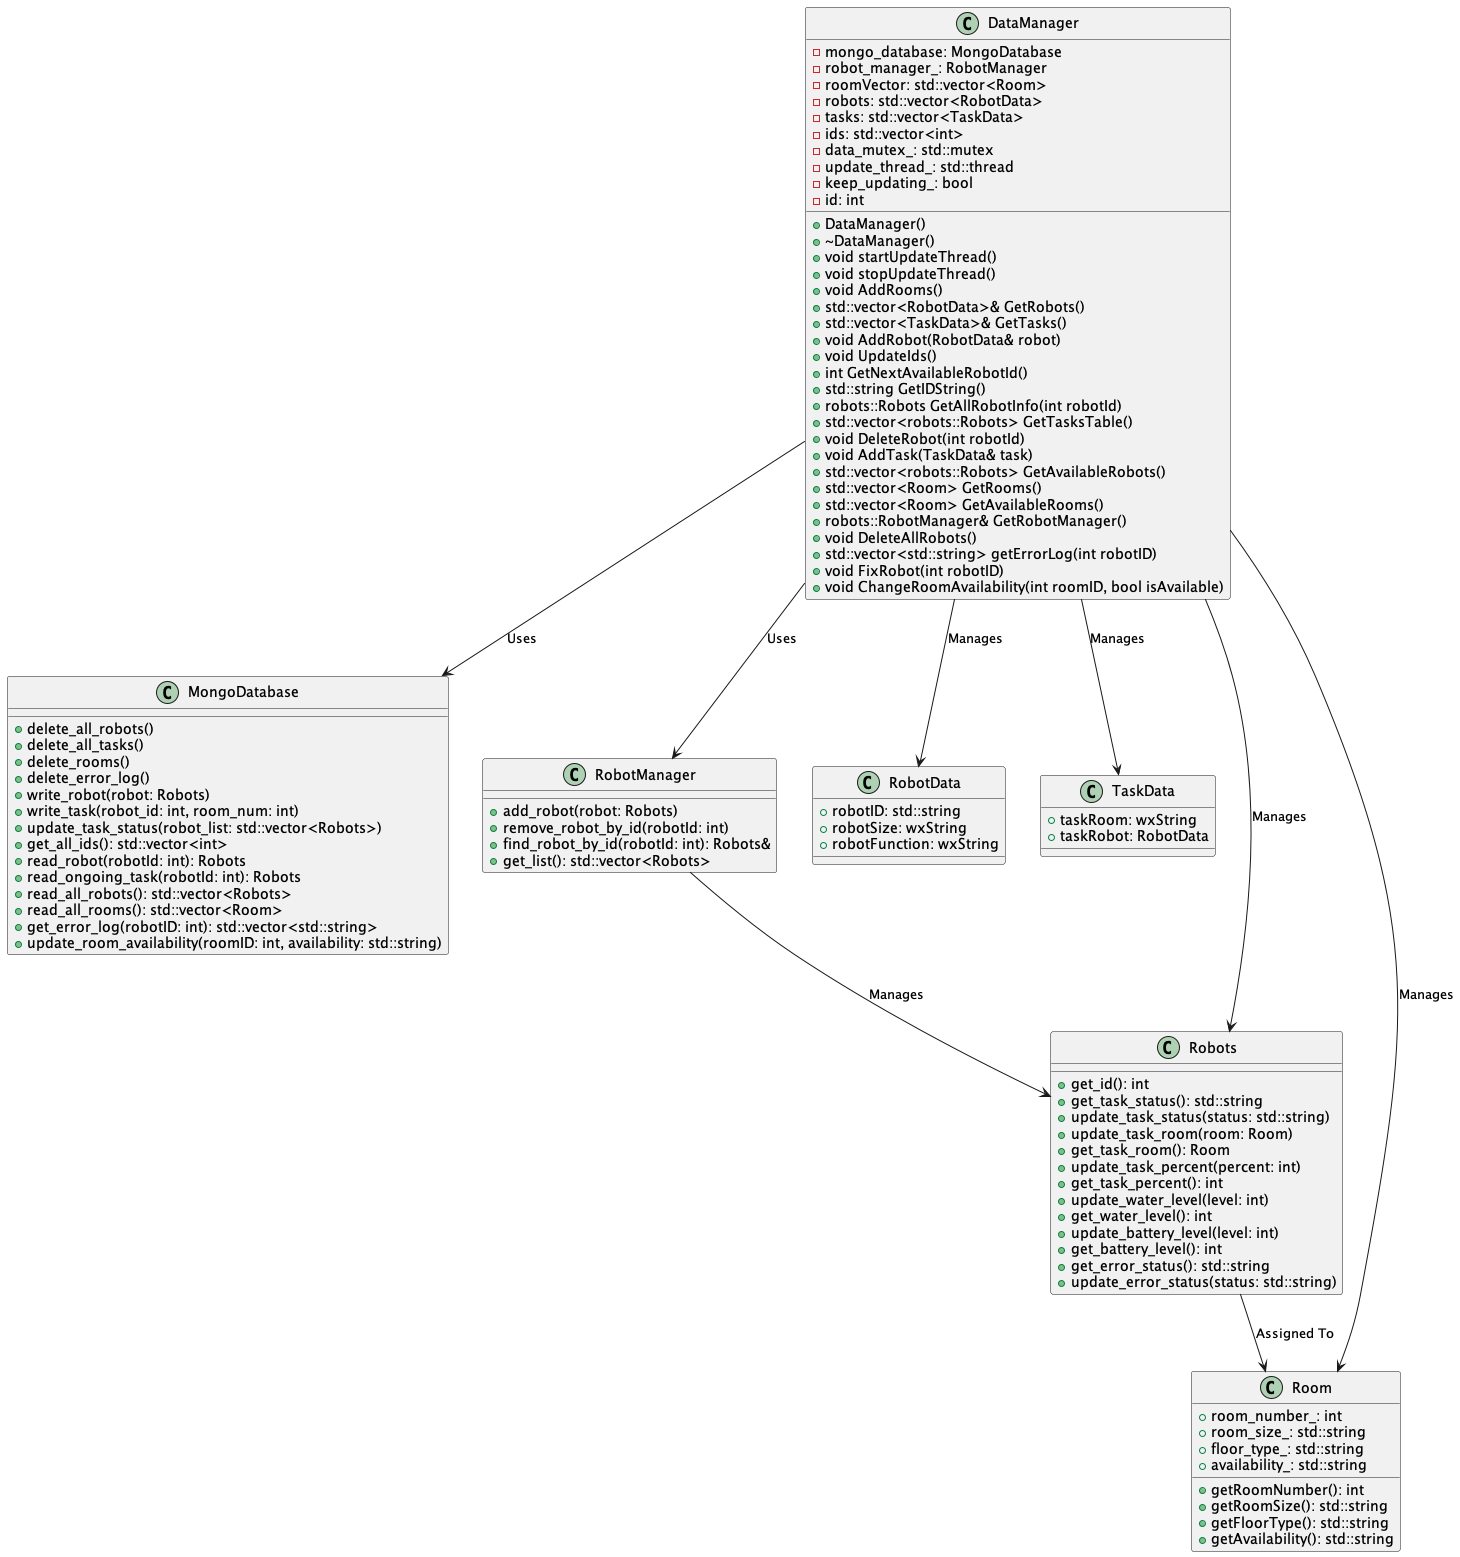 C DataManager
mongo_database: MongoDatabase
robot_manager_: RobotManager
roomVector: std::vector<Room>
robots: std::vector<RobotData>
tasks: std::vector<TaskData>
ids: std::vector<int>
data_mutex_: std::mutex
update_thread_: std::thread
keep_updating_: bool
id: int
DataManager()
~DataManager()
void startUpdateThread()
void stopUpdateThread()
void AddRooms()
std::vector<RobotData>& GetRobots()
std::vector<TaskData>& GetTasks()
void AddRobot(RobotData& robot)
void UpdateIds()
int GetNextAvailableRobotId()
std::string GetIDString()
robots::Robots GetAllRobotInfo(int robotId)
std::vector<robots::Robots> GetTasksTable()
void DeleteRobot(int robotId)
void AddTask(TaskData& task)
std::vector<robots::Robots> GetAvailableRobots()
std::vector<Room> GetRooms()
std::vector<Room> GetAvailableRooms()
robots::RobotManager& GetRobotManager()
void DeleteAllRobots()
std::vector<std::string> getErrorLog(int robotID)
void FixRobot(int robotID)
void ChangeRoomAvailability(int roomID, bool isAvailable)
Uses
Uses
Manages
Manages
Manages
Manages
C MongoDatabase
delete_all_robots()
delete_all_tasks()
delete_rooms()
delete_error_log()
write_robot(robot: Robots)
write_task(robot_id: int, room_num: int)
update_task_status(robot_list: std::vector<Robots>)
get_all_ids(): std::vector<int>
read_robot(robotId: int): Robots
read_ongoing_task(robotId: int): Robots
read_all_robots(): std::vector<Robots>
read_all_rooms(): std::vector<Room>
get_error_log(robotID: int): std::vector<std::string>
update_room_availability(roomID: int, availability: std::string)
C RobotManager
add_robot(robot: Robots)
remove_robot_by_id(robotId: int)
find_robot_by_id(robotId: int): Robots&
get_list(): std::vector<Robots>
C RobotData
robotID: std::string
robotSize: wxString
robotFunction: wxString
C TaskData
taskRoom: wxString
taskRobot: RobotData
Manages
C Robots
get_id(): int
get_task_status(): std::string
update_task_status(status: std::string)
update_task_room(room: Room)
get_task_room(): Room
update_task_percent(percent: int)
get_task_percent(): int
update_water_level(level: int)
get_water_level(): int
update_battery_level(level: int)
get_battery_level(): int
get_error_status(): std::string
update_error_status(status: std::string)
Assigned To
C Room
room_number_: int
room_size_: std::string
floor_type_: std::string
availability_: std::string
getRoomNumber(): int
getRoomSize(): std::string
getFloorType(): std::string
getAvailability(): std::string